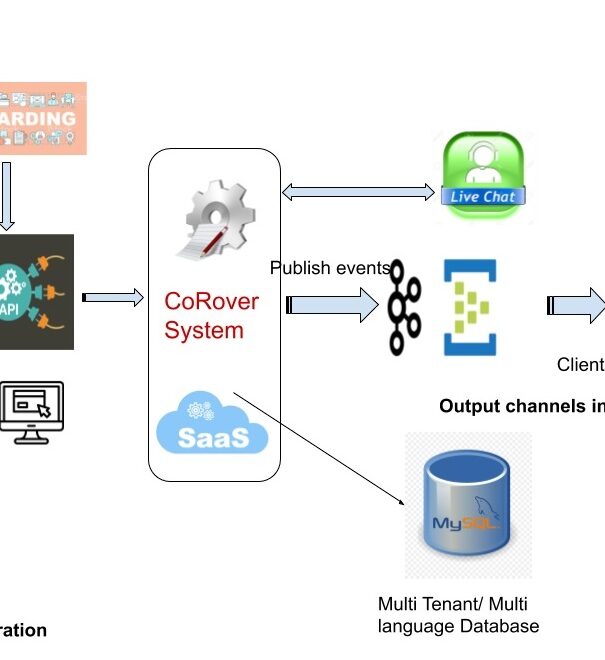 ARDING
Live Chat
Publish events
CoRover
System
API
Client
Output channels in
SaaS
MySQL
Multi Tenant/ Multi
language Database
ration